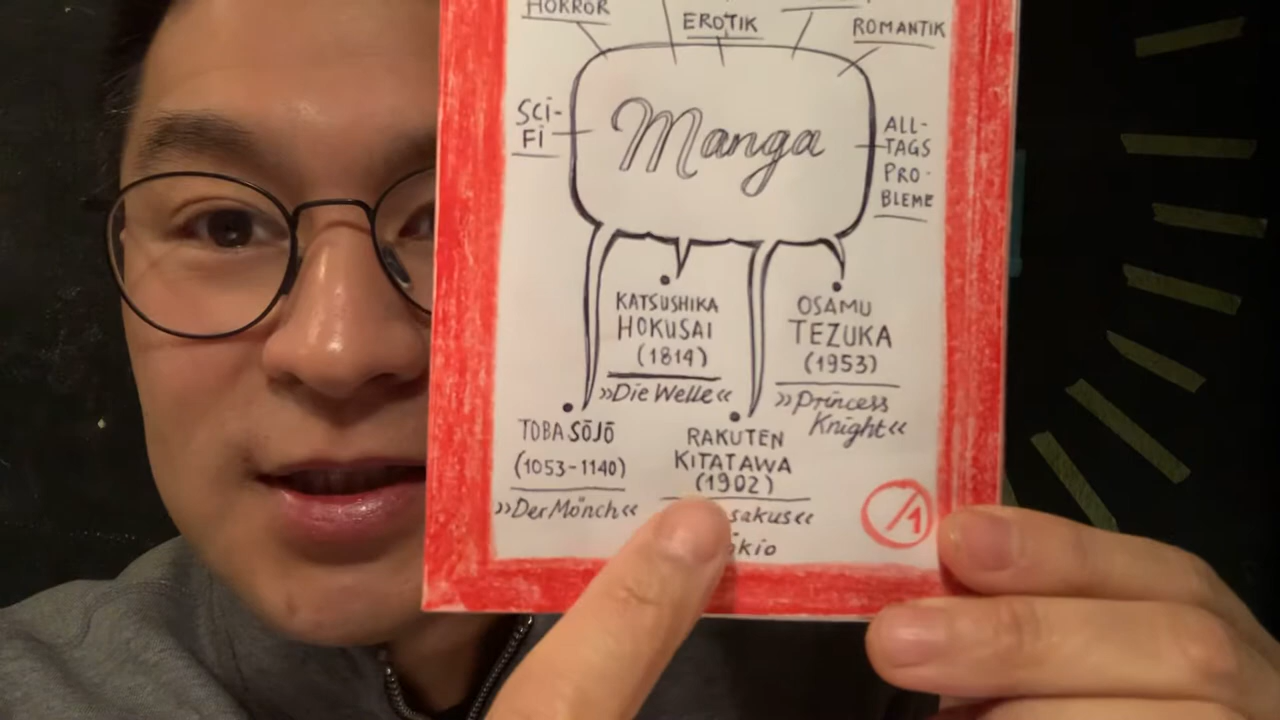 HORROR
EROTIK
ROMANTIK
SCI-
FI
Manga
ALL-
TAGS
PRO-
BLEME
KATSUSHIKA
HOKUSAI
(1814)
»Die Welle«
OSAMU
TEZUKA
(1953)
»Princess
Knight«
TOBA SŌJŌ
(1053-1140)
»Der Mönch«
RAKUTEN
KITATAWA
(1902)
/1